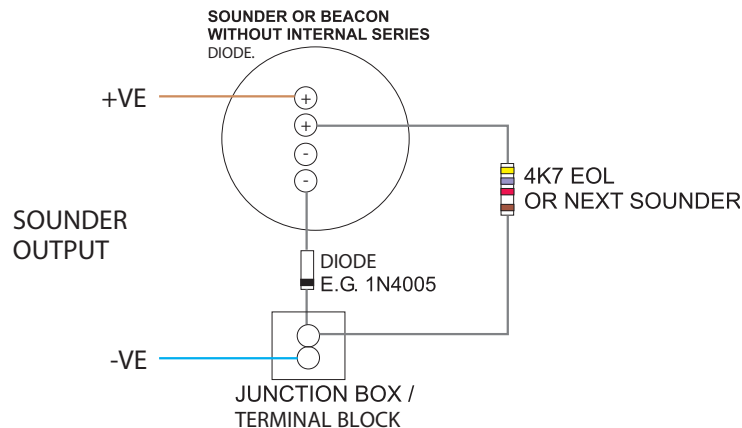 SOUNDER OR BEACON
WITHOUT INTERNAL SERIES
DIODE.
+VE
+
+
-
-
4K7 EOL
OR NEXT SOUNDER
SOUNDER
OUTPUT
DIODE
E.G. 1N4005
-VE
JUNCTION BOX /
TERMINAL BLOCK